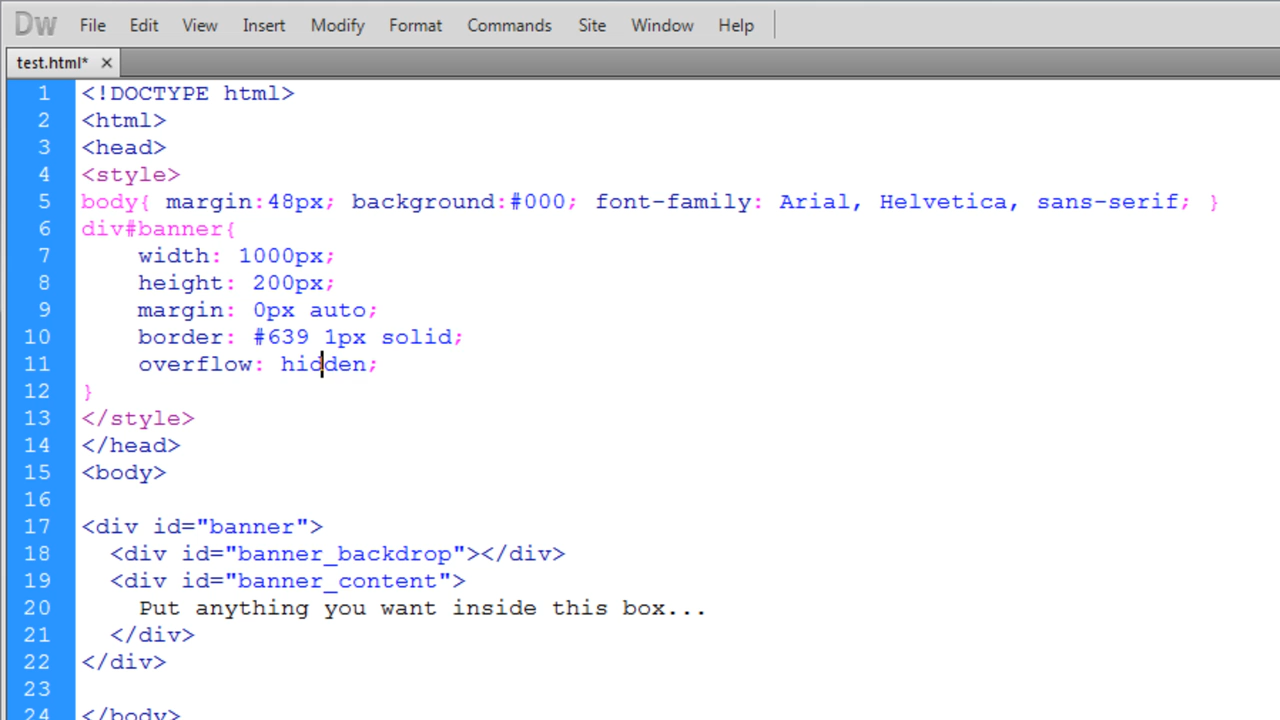 Dw File Edit View Insert Modify Format Commands Site Window Help
test.html* ×
1 <!DOCTYPE html>
2 <html>
3 <head>
4 <style>
5 body{ margin:48px; background:#000; font-family: Arial, Helvetica, sans-serif; }
6 div#banner{
7 width: 1000px;
8 height: 200px;
9 margin: 0px auto;
10 border: #639 1px solid;
11 overflow: hidden;
12 }
13 </style>
14 </head>
15 <body>
16
17 <div id="banner">
18 <div id="banner_backdrop"></div>
19 <div id="banner_content">
20 Put anything you want inside this box...
21 </div>
22 </div>
23
24 </body>